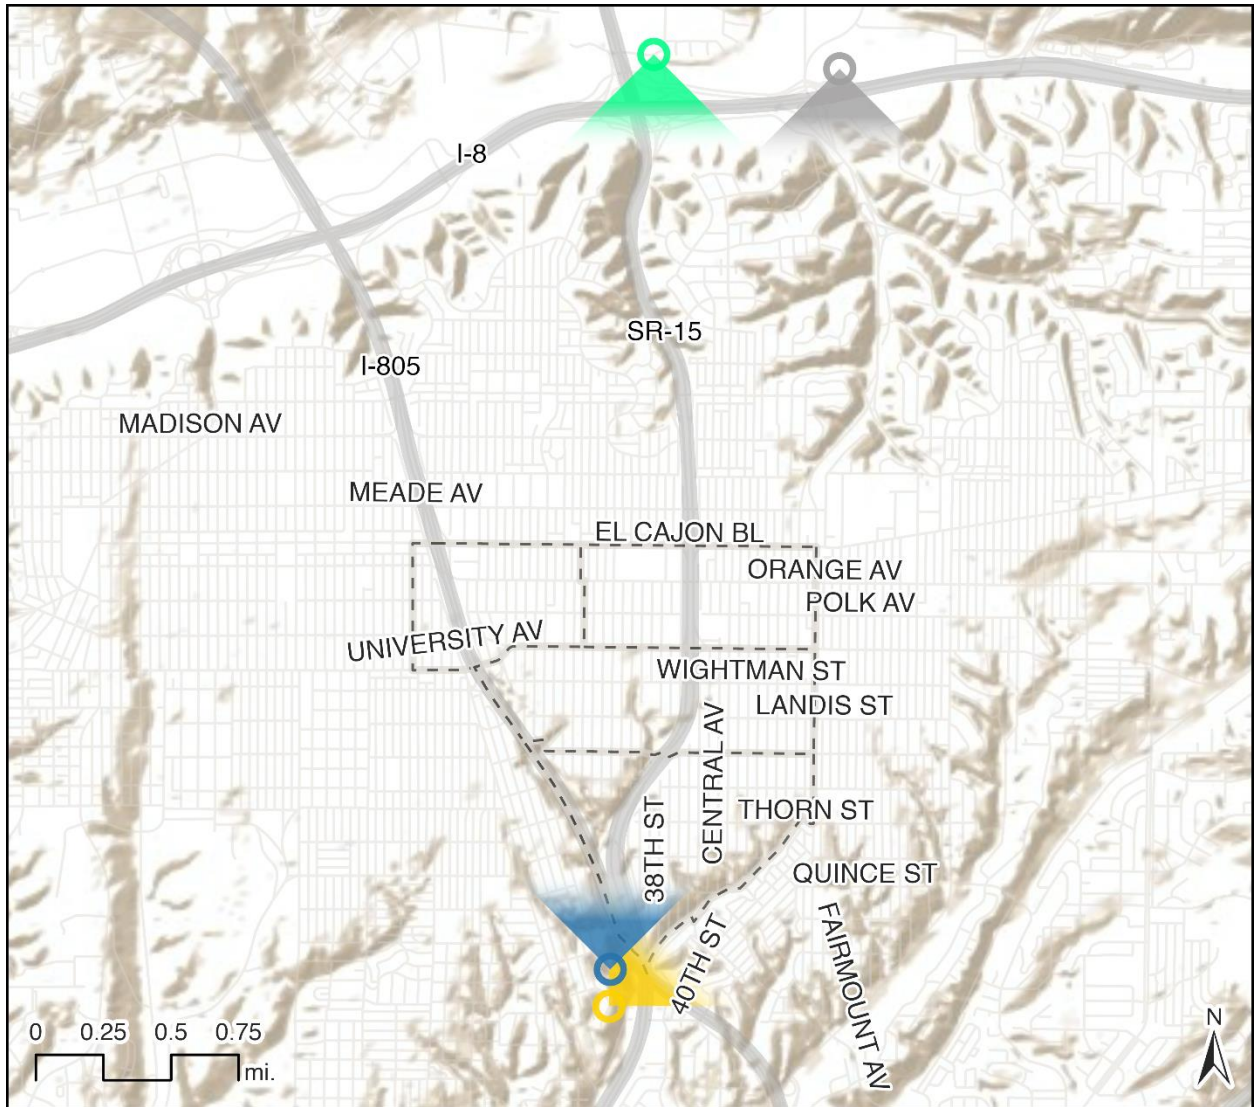 I-8
SR-15
I-805
MADISON AV
MEADE AV
EL CAJON BL
ORANGE AV
POLK AV
UNIVERSITY AV
WIGHTMAN ST
LANDIS ST
CENTRAL AV
38TH ST
THORN ST
QUINCE ST
40TH ST
FAIRMOUNT AV
0 0.25 0.5 0.75
mi.
N